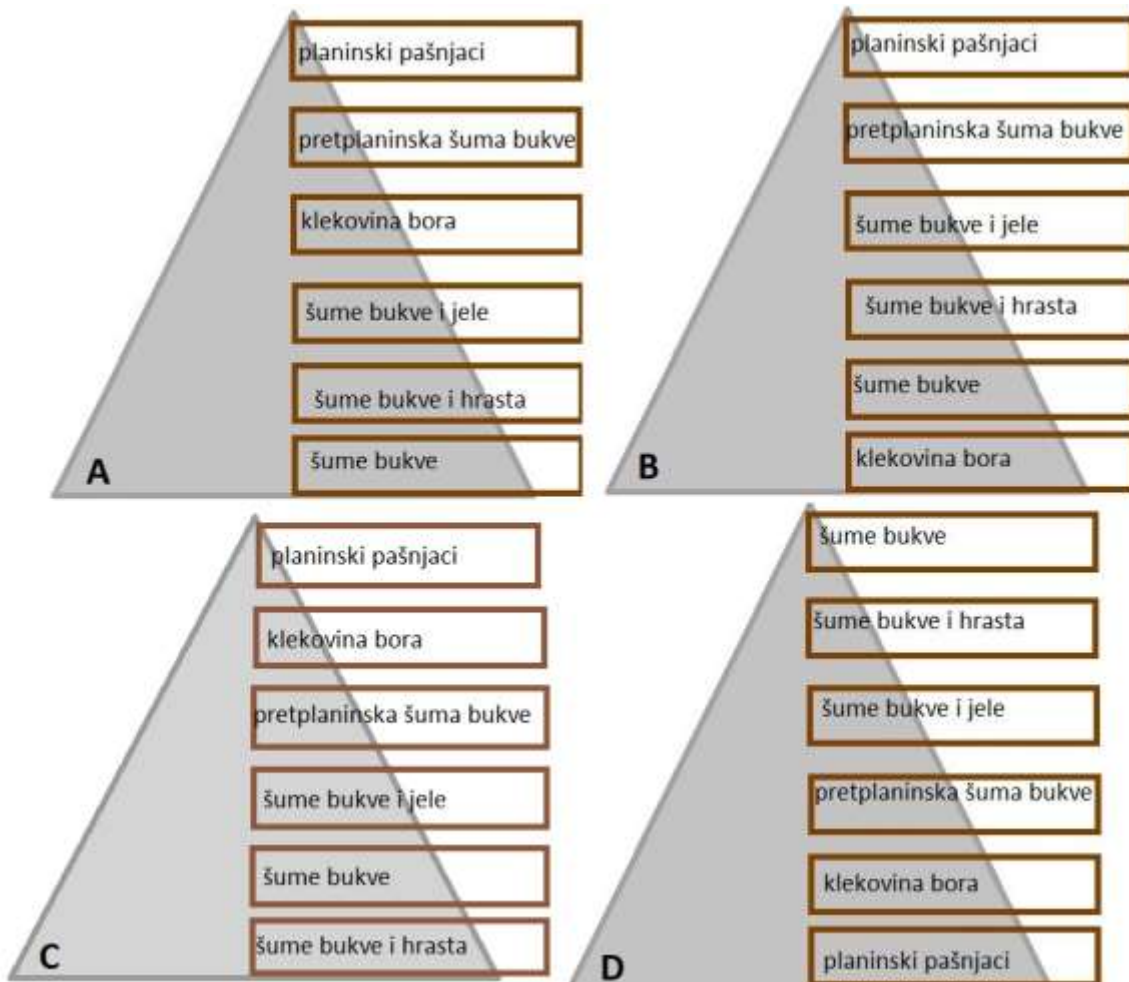 planinski pašnjaci
pretplaninska šuma bukve
klekovina bora
šume bukve i jele
šume bukve i hrasta
šume bukve
A
planinski pašnjaci
pretplaninska šuma bukve
šume bukve i jele
šume bukve i hrasta
šume bukve
klekovina bora
B
planinski pašnjaci
klekovina bora
pretplaninska šuma bukve
šume bukve i jele
šume bukve
šume bukve i hrasta
C
šume bukve
šume bukve i hrasta
šume bukve i jele
pretplaninska šuma bukve
klekovina bora
planinski pašnjaci
D